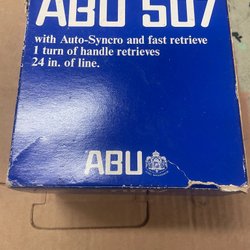 ABU 507
with Auto-Syncro and fast retrieve
1 turn of handle retrieves
24 in. of line.
ABU